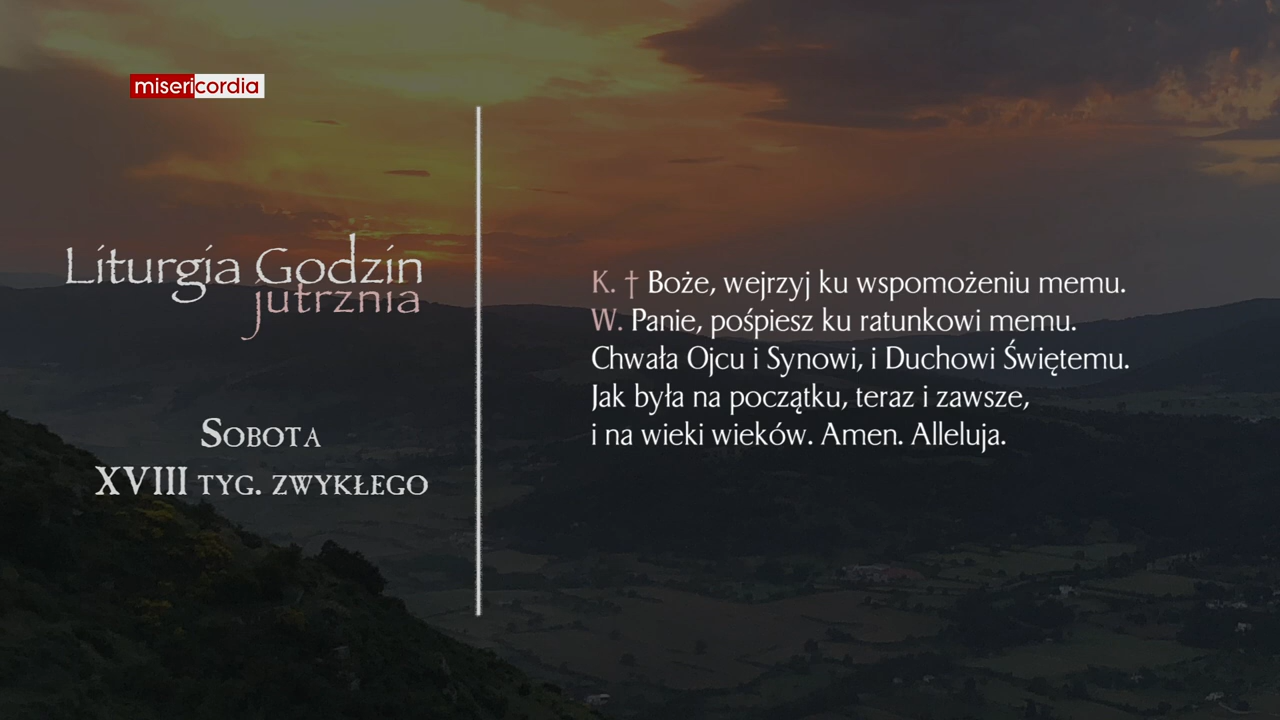 misericordia
Liturgia Godzin
jutrznia
Sobota
XVIII tyg. zwykłego
K. † Boże, wejrzyj ku wspomożeniu memu.
W. Panie, pośpiesz ku ratunkowi memu.
Chwała Ojcu i Synowi, i Duchowi Świętemu.
Jak była na początku, teraz i zawsze,
i na wieki wieków. Amen. Alleluja.